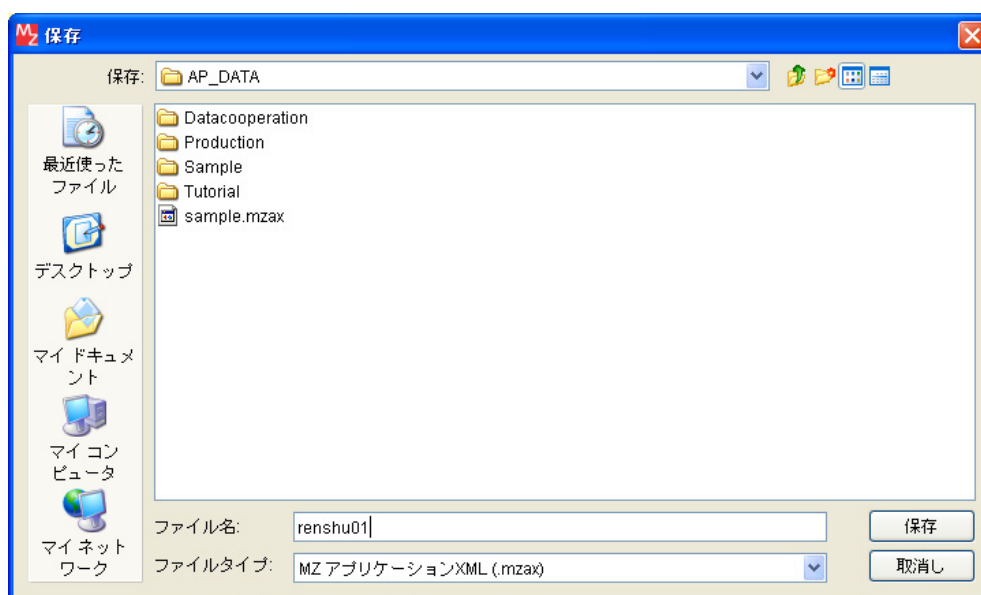 MZ 保存
保存: AP_DATA
Datacooperation
Production
Sample
Tutorial
sample.mzax
最近使った
ファイル
デスクトップ
マイ ドキュメ
ント
マイ コン
ピュータ
マイ ネット
ワーク
ファイル名: renshu01 保存
ファイルタイプ: MZ アプリケーションXML (.mzax) 取消し